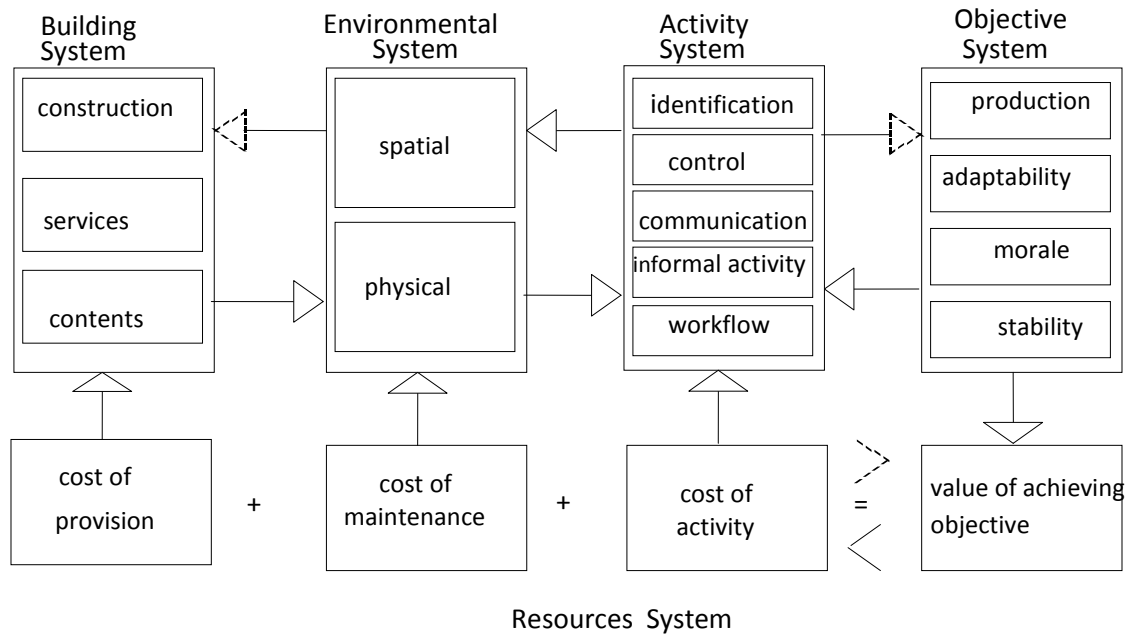 Building
System
Environmental
System
Activity
System
Objective
System
construction
services
contents
spatial
physical
identification
control
communication
informal activity
workflow
production
adaptability
morale
stability
cost of
provision
+
cost of
maintenance
+
cost of
activity
>
=
<
value of achieving
objective
Resources System